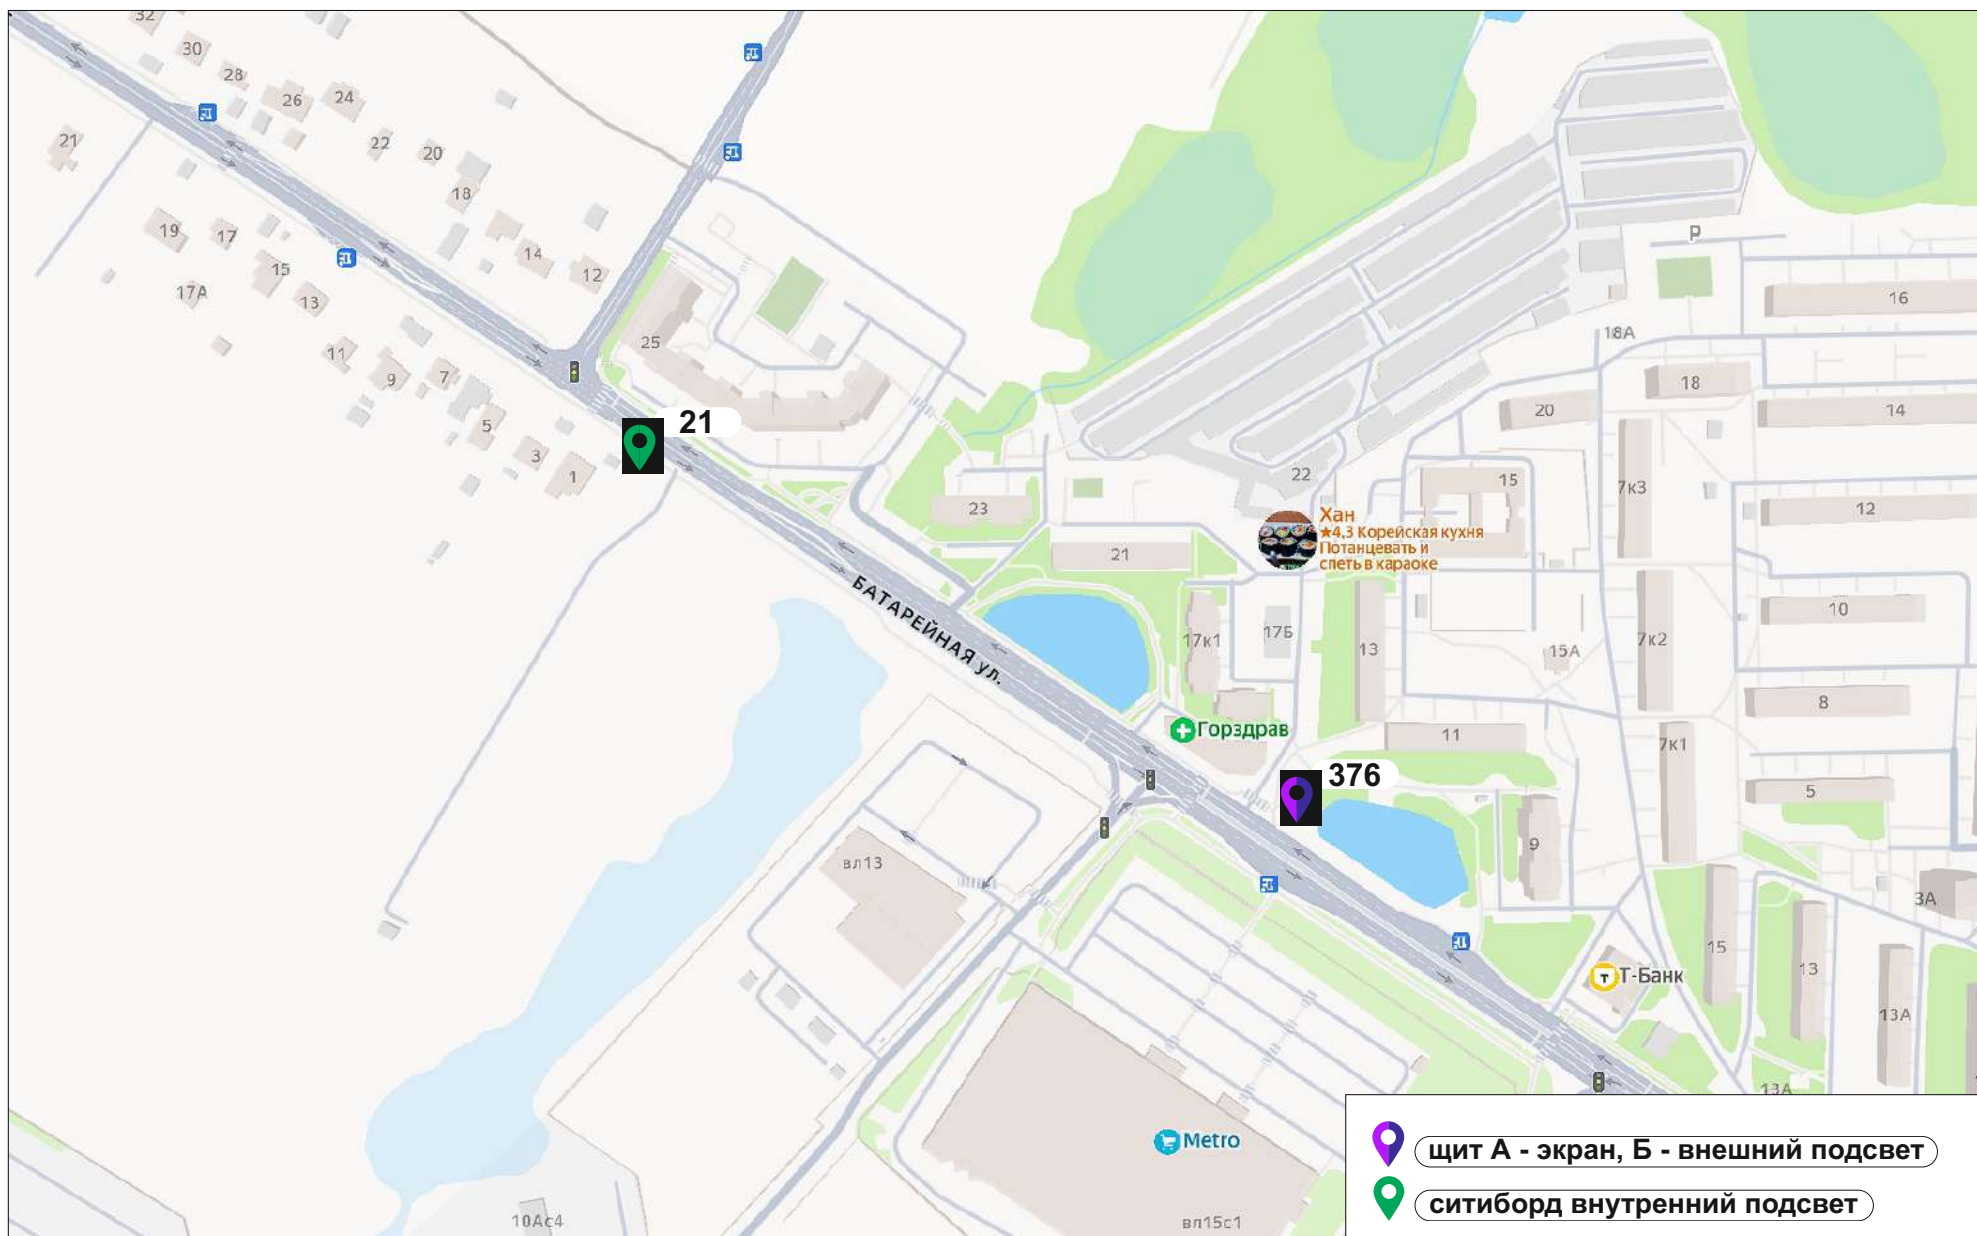 32
30
28
26
24
22
20
18
21
19
17
17А
15
13
14
12
11
9
7
5
3
1
25
21
23
21
22
Хан
★4,3 Корейская кухня
Потанцевать и
спеть в караоке
P
16
18А
18
14
20
15
7к3
12
10
7к2
15А
13
17Б
17к1
8
11
7к1
5
9
БАТАРЕЙНАЯ ул.
Горздрав
376
вл13
3А
15
13
13А
Т
Т-Банк
13А
Metro
вл15с1
10Ас4
щит А - экран, Б - внешний подсвет
ситиборд внутренний подсвет